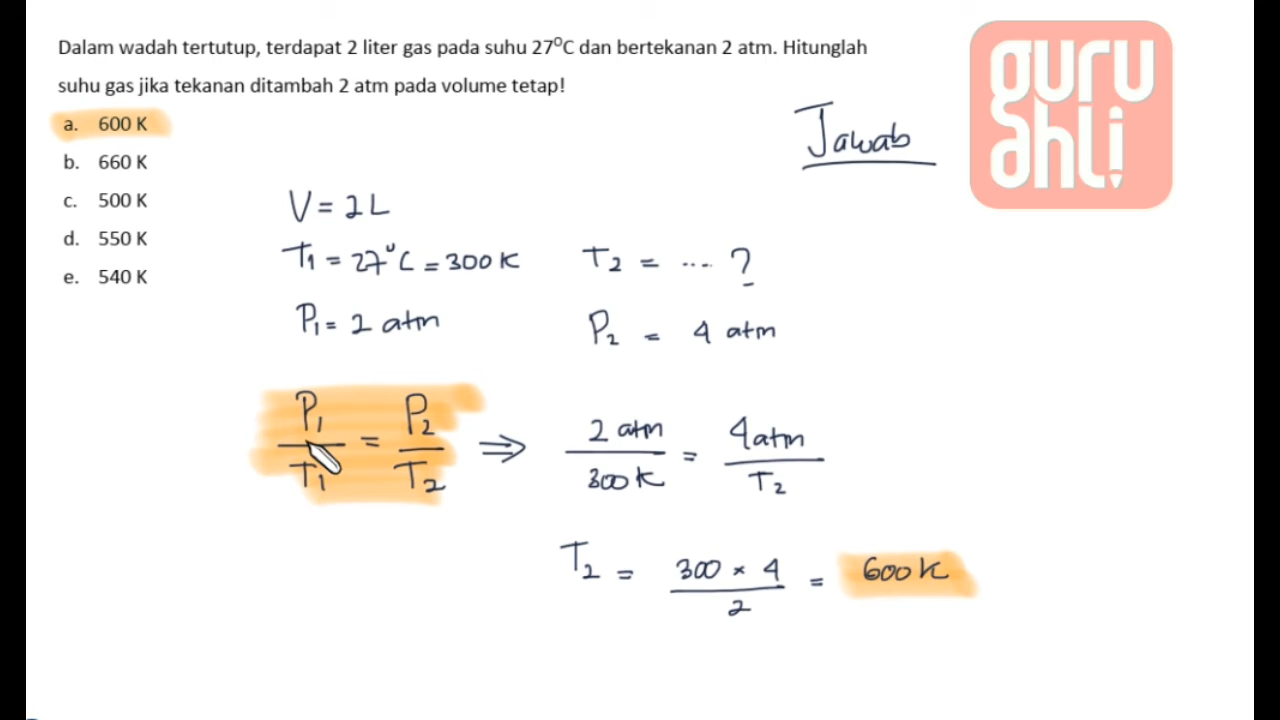 Dalam wadah tertutup, terdapat 2 liter gas pada suhu 27⁰C dan bertekanan 2 atm. Hitunglah
suhu gas jika tekanan ditambah 2 atm pada volume tetap!
a. 600 K
b. 660 K
c. 500 K
d. 550 K
e. 540 K
guru
ahli
Jawab
V = 2 L
T₁ = 27°C = 300 K
T₂ = .... ?
P₁ = 2 atm
P₂ = 4 atm
P₁/T₁ = P₂/T₂ ⇒ 2 atm/300 K = 4 atm/T₂
T₂ = 300 × 4/2 = 600 K